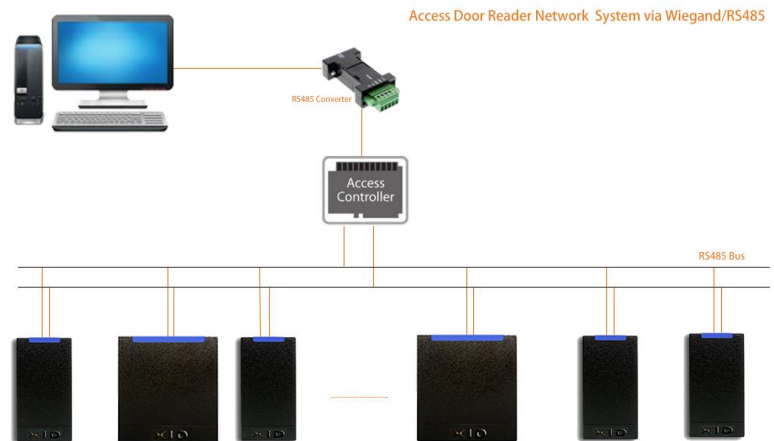 Access Door Reader Network System via Wiegand/RS485
RS485 Converter
Access
Controller
RS485 Bus